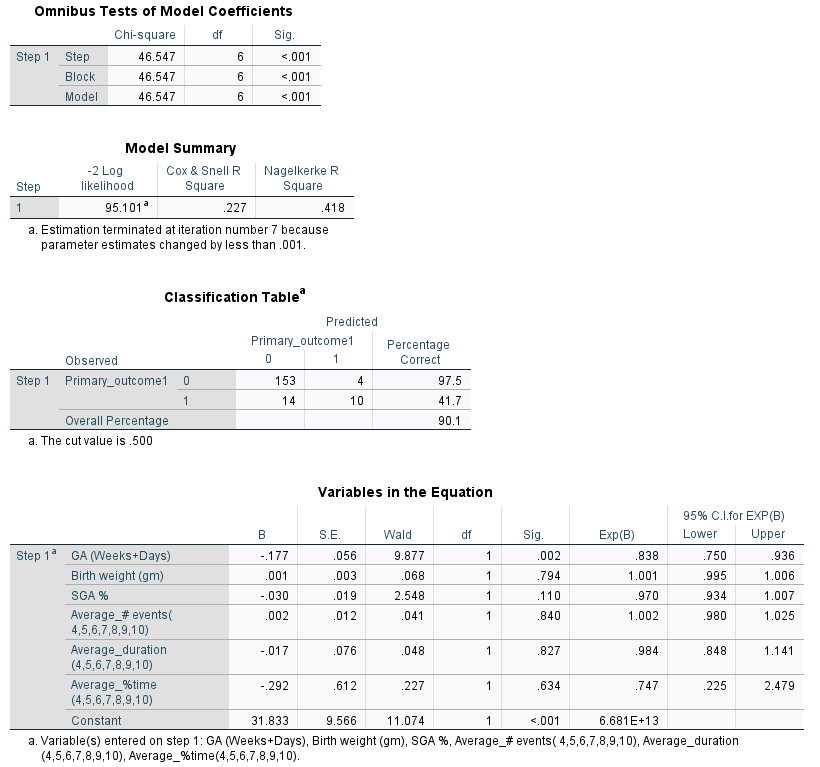 Omnibus Tests of Model Coefficients
Chi-square df Sig.
Step 1 Step 46.547 6 <.001
Block 46.547 6 <.001
Model 46.547 6 <.001
Model Summary
Step -2 Log likelihood Cox & Snell R Square Nagelkerke R Square
1 95.101a .227 .418
a. Estimation terminated at iteration number 7 because
parameter estimates changed by less than .001.
Classification Tablea
Predicted
Primary_outcome1 Percentage Correct
Observed 0 1
Step 1 Primary_outcome1 0 153 4 97.5
1 14 10 41.7
Overall Percentage 90.1
a. The cut value is .500
Variables in the Equation
95% C.I.for EXP(B)
B S.E. Wald df Sig. Exp(B) Lower Upper
Step 1a GA (Weeks+Days) -.177 .056 9.877 1 .002 .838 .750 .936
Birth weight (gm) .001 .003 .068 1 .794 1.001 .995 1.006
SGA % -.030 .019 2.548 1 .110 .970 .934 1.007
Average_# events( 4,5,6,7,8,9,10) .002 .012 .041 1 .840 1.002 .980 1.025
Average_duration (4,5,6,7,8,9,10) -.017 .076 .048 1 .827 .984 .848 1.141
Average_%time (4,5,6,7,8,9,10) -.292 .612 .227 1 .634 .747 .225 2.479
Constant 31.833 9.566 11.074 1 <.001 6.681E+13
a. Variable(s) entered on step 1: GA (Weeks+Days), Birth weight (gm), SGA %, Average_# events( 4,5,6,7,8,9,10), Average_duration
(4,5,6,7,8,9,10), Average_%time(4,5,6,7,8,9,10).